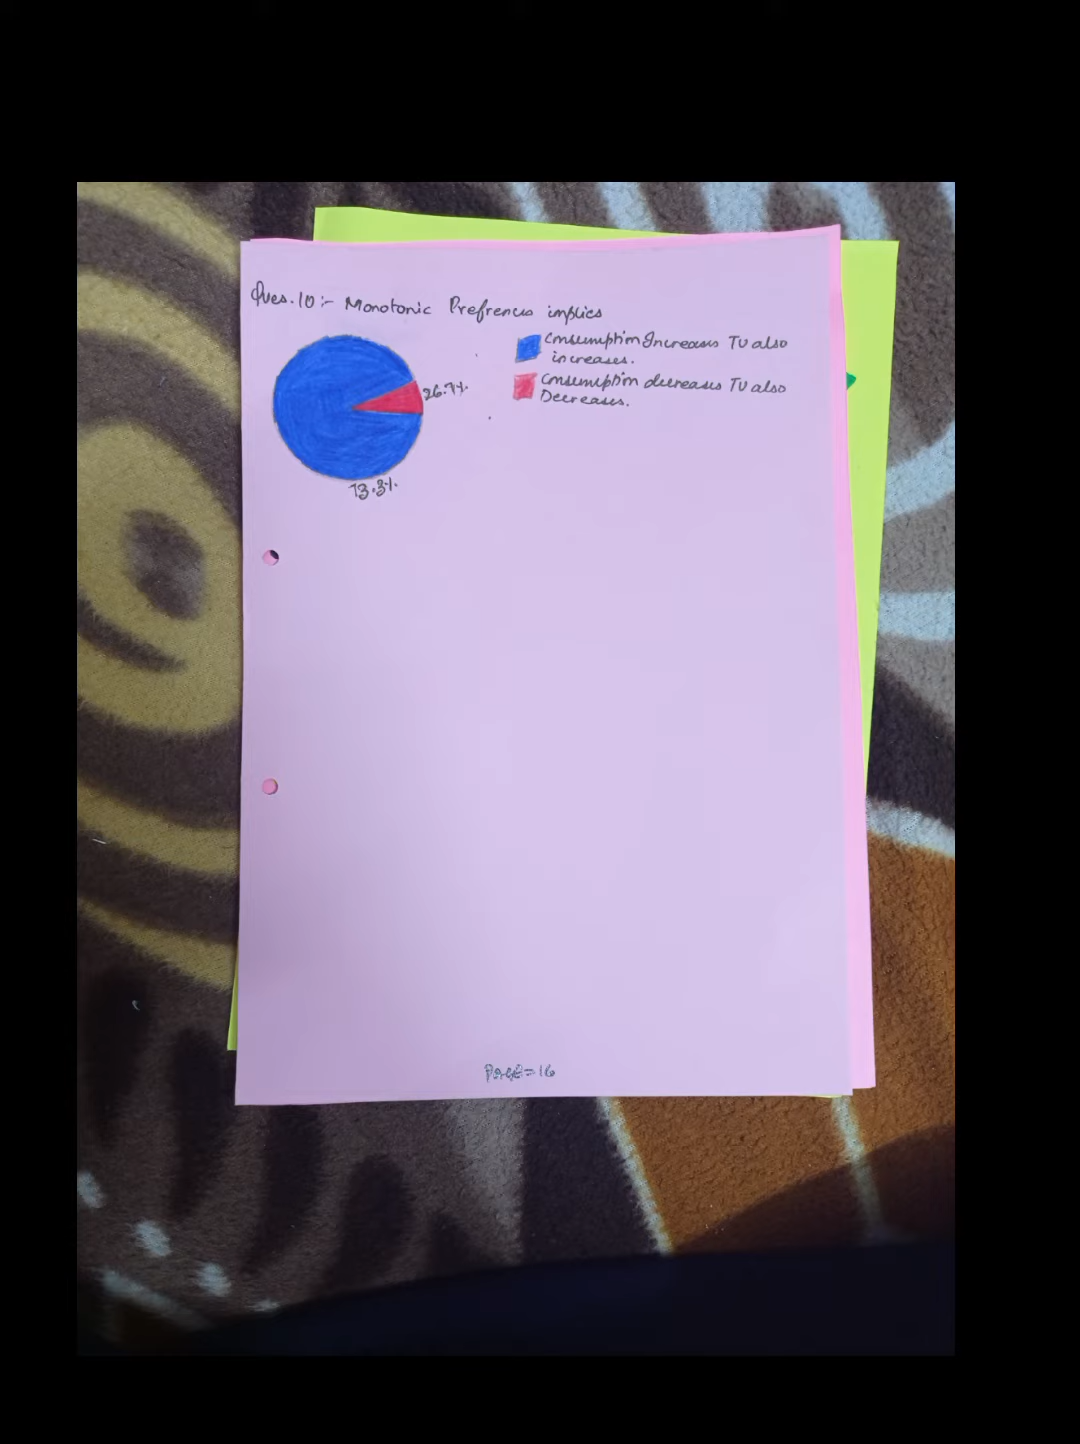 Ques.10:- Monotonic Prefrences implies
Consumption Increases TU also
increases.
Consumption decreases TU also
Decreases.
26.7%
73.3%
Page=16